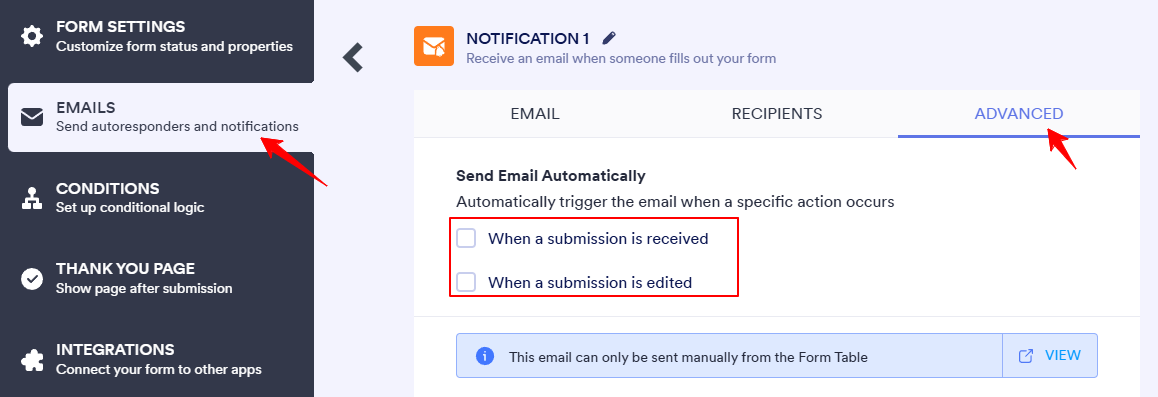 FORM SETTINGS
Customize form status and properties
EMAILS
Send autoresponders and notifications
CONDITIONS
Set up conditional logic
THANK YOU PAGE
Show page after submission
INTEGRATIONS
Connect your form to other apps
NOTIFICATION 1
Receive an email when someone fills out your form
EMAIL RECIPIENTS ADVANCED
Send Email Automatically
Automatically trigger the email when a specific action occurs
When a submission is received
When a submission is edited
This email can only be sent manually from the Form Table VIEW